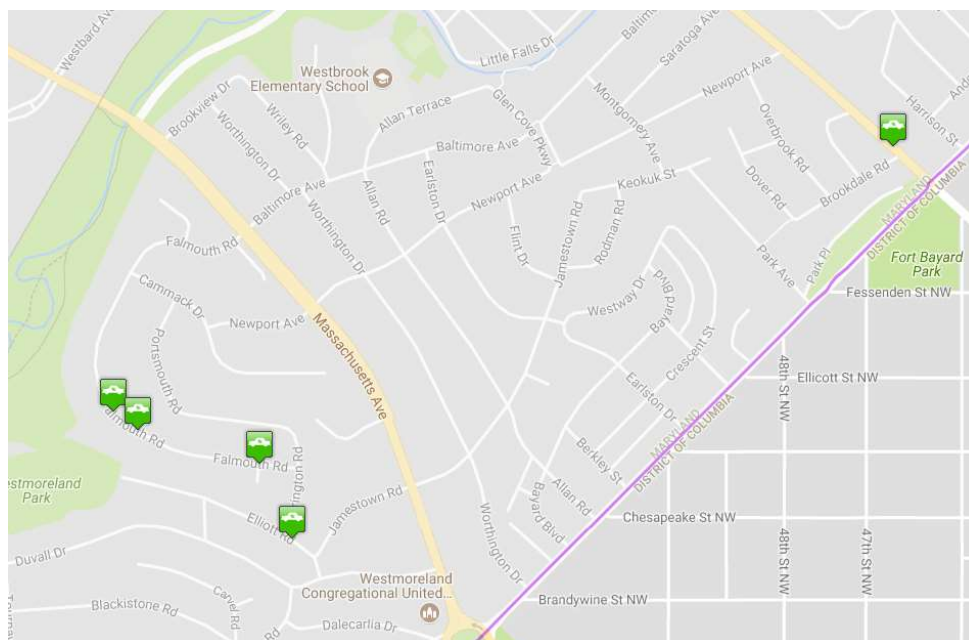 Westbard Ave
Little Falls Dr
Baltimore Ave
Saratoga Ave
Newport Ave
Westbrook
Elementary School
Brookview Dr
Worthington Dr
Wriley Rd
Allan Terrace
Glen Cove Pkwy
Montgomery Ave
Overbrook Rd
Harrison St
Baltimore Ave
Earlston Dr
Keokuk St
Dover Rd
Brookdale Rd
MARYLAND
DISTRICT OF COLUMBIA
Baltimore Ave
Allan Rd
Newport Ave
Falmouth Rd
Worthington Dr
Flint Dr
Jamestown Rd
Rodman Rd
Park Ave
Park Pl
Fort Bayard
Park
Fessenden St NW
Cammack Dr
Newport Ave
Massachusetts Ave
Westway Dr
Bayard Blvd
Crescent St
Portsmouth Rd
48th St NW
Ellicott St NW
Earlston Dr
MARYLAND
DISTRICT OF COLUMBIA
Falmouth Rd
Berkley St
Park
Elliott Rd
Jamestown Rd
Allan Rd
Bayard Blvd
Chesapeake St NW
Worthington Dr
48th St NW
47th St NW
Duvall Dr
Westmoreland
Congregational United...
Blackistone Rd
Carvel Rd
Dalecarlia Dr
Brandywine St NW